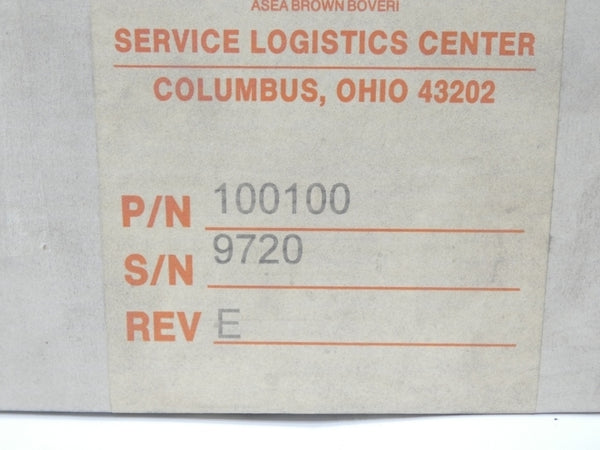 ASEA BROWN BOVERI
SERVICE LOGISTICS CENTER
COLUMBUS, OHIO 43202
P/N 100100
S/N 9720
REV E